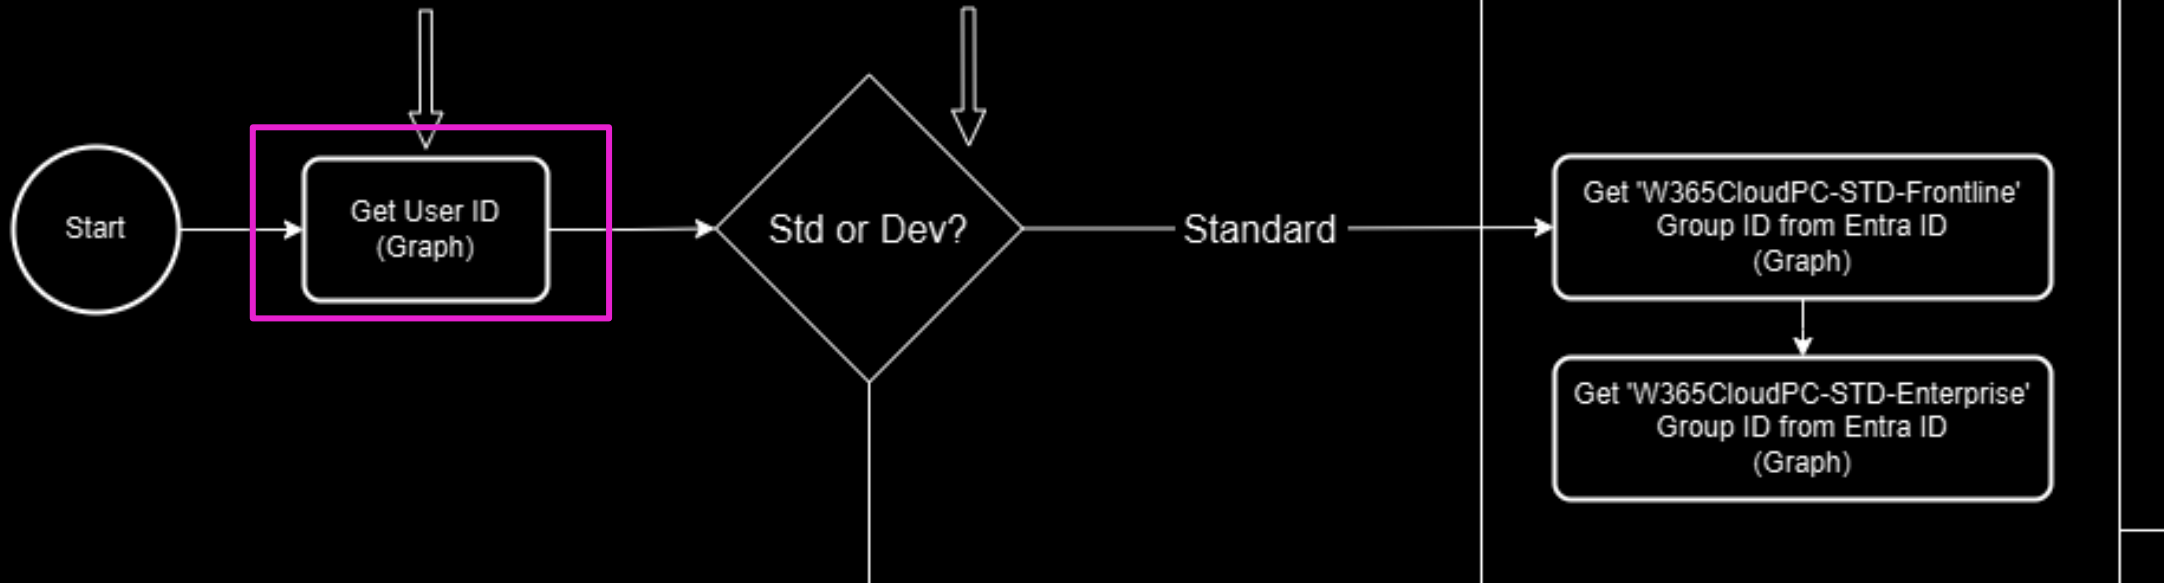 Start
Get User ID
(Graph)
Std or Dev?
Standard
Get 'W365CloudPC-STD-Frontline'
Group ID from Entra ID
(Graph)
Get 'W365CloudPC-STD-Enterprise'
Group ID from Entra ID
(Graph)